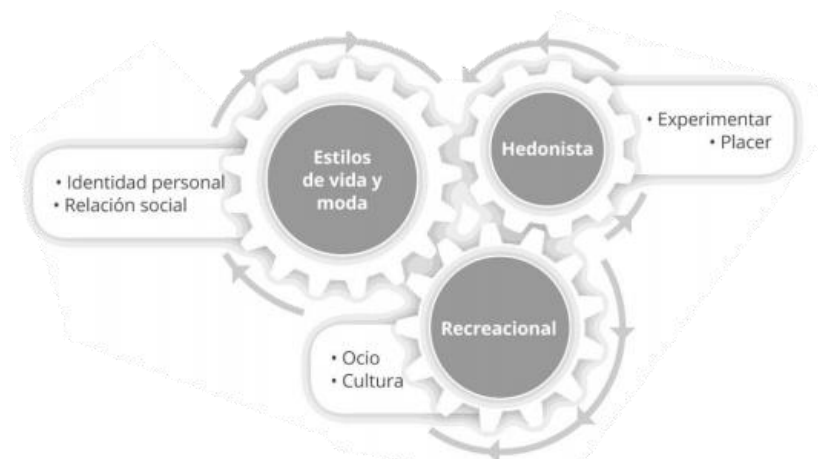 Estilos
de vida y
moda
• Identidad personal
• Relación social
Hedonista
• Experimentar
• Placer
Recreacional
• Ocio
• Cultura